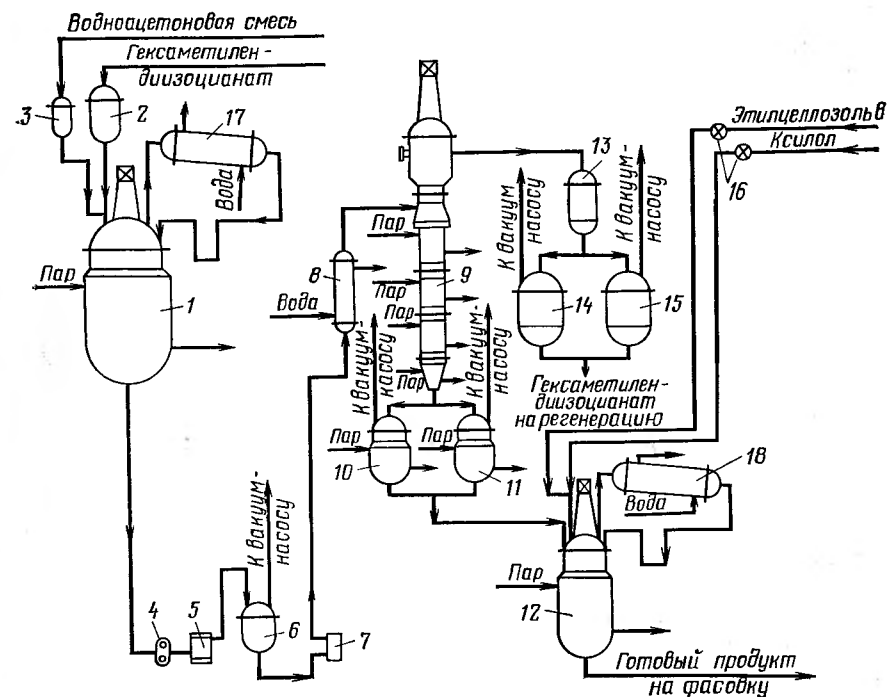 Водноацетоновая смесь
Гексаметилен-
диизоцианат
3
2
17
Вода
Пар
1
4
5
К Вакуум-
насосу
6
7
8
Вода
Пар
Пар
Пар
Пар
9
К Вакуум-
насосу
К Вакуум-
насосу
Пар
10
Пар
11
13
К Вакуум
насосу
К Вакуум-
насосу
14
15
Гексаметилен-
диизоцианат
на регенерацию
Этипцеллозольв
Ксилол
16
18
Вода
Пар
12
Готовый продукт
на фасовку